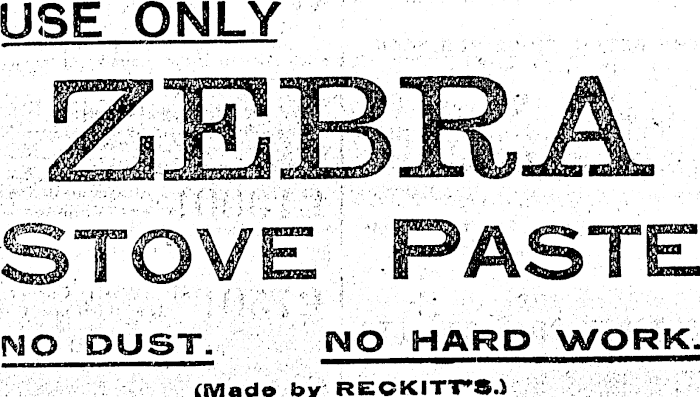 USE ONLY
ZEBRA
STOVE PASTE
NO DUST. NO HARD WORK.
(Made by RECKITT'S.)